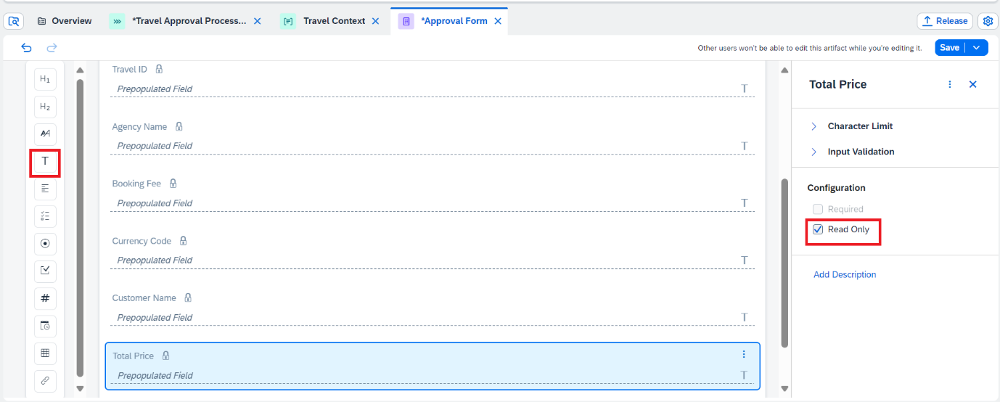 Overview
*Travel Approval Process...
Travel Context
*Approval Form
Release
Other users won't be able to edit this artifact while you're editing it.
Save
H1
H2
AA
T
#
Travel ID
Prepopulated Field
T
Agency Name
Prepopulated Field
T
Booking Fee
Prepopulated Field
T
Currency Code
Prepopulated Field
T
Customer Name
Prepopulated Field
T
Total Price
Prepopulated Field
T
Total Price
Character Limit
Input Validation
Configuration
Required
Read Only
Add Description